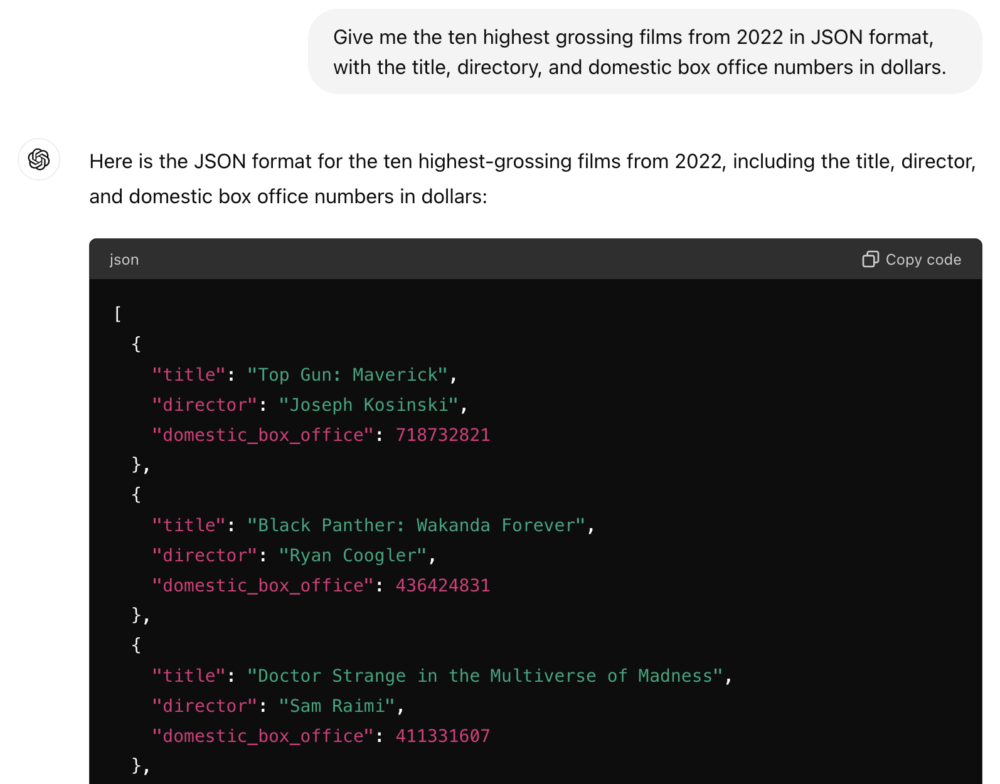 Give me the ten highest grossing films from 2022 in JSON format,
with the title, directory, and domestic box office numbers in dollars.
Here is the JSON format for the ten highest-grossing films from 2022, including the title, director,
and domestic box office numbers in dollars:
json Copy code
[
  {
    "title": "Top Gun: Maverick",
    "director": "Joseph Kosinski",
    "domestic_box_office": 718732821
  },
  {
    "title": "Black Panther: Wakanda Forever",
    "director": "Ryan Coogler",
    "domestic_box_office": 436424831
  },
  {
    "title": "Doctor Strange in the Multiverse of Madness",
    "director": "Sam Raimi",
    "domestic_box_office": 411331607
  },